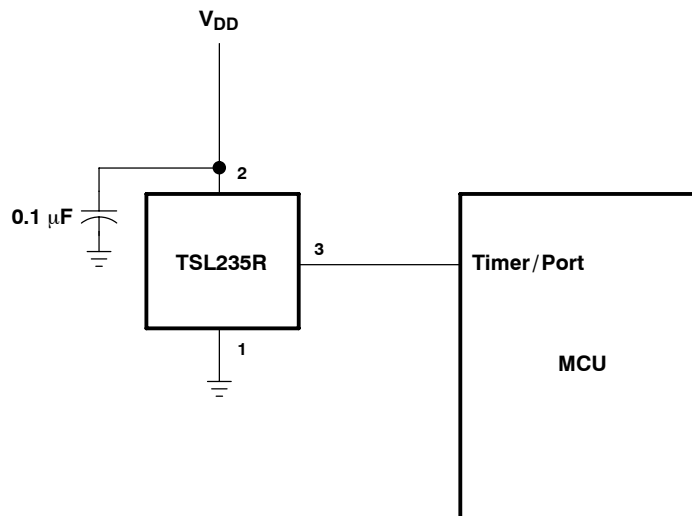 VDD
2
0.1 μF
TSL235R
3
Timer/Port
1
MCU